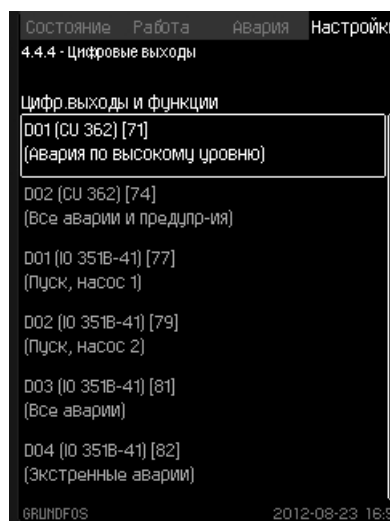 Состояние Работа Авария Настройки
4.4.4 - Цифровые выходы
Цифр.выходы и функции
DO1 (CU 362) [71]
(Авария по высокому уровню)
DO2 (CU 362) [74]
(Все аварии и предупр-ия)
DO1 (IO 351B-41) [77]
(Пуск, насос 1)
DO2 (IO 351B-41) [79]
(Пуск, насос 2)
DO3 (IO 351B-41) [81]
(Все аварии)
DO4 (IO 351B-41) [82]
(Экстренные аварии)
GRUNDFOS 2012-08-23